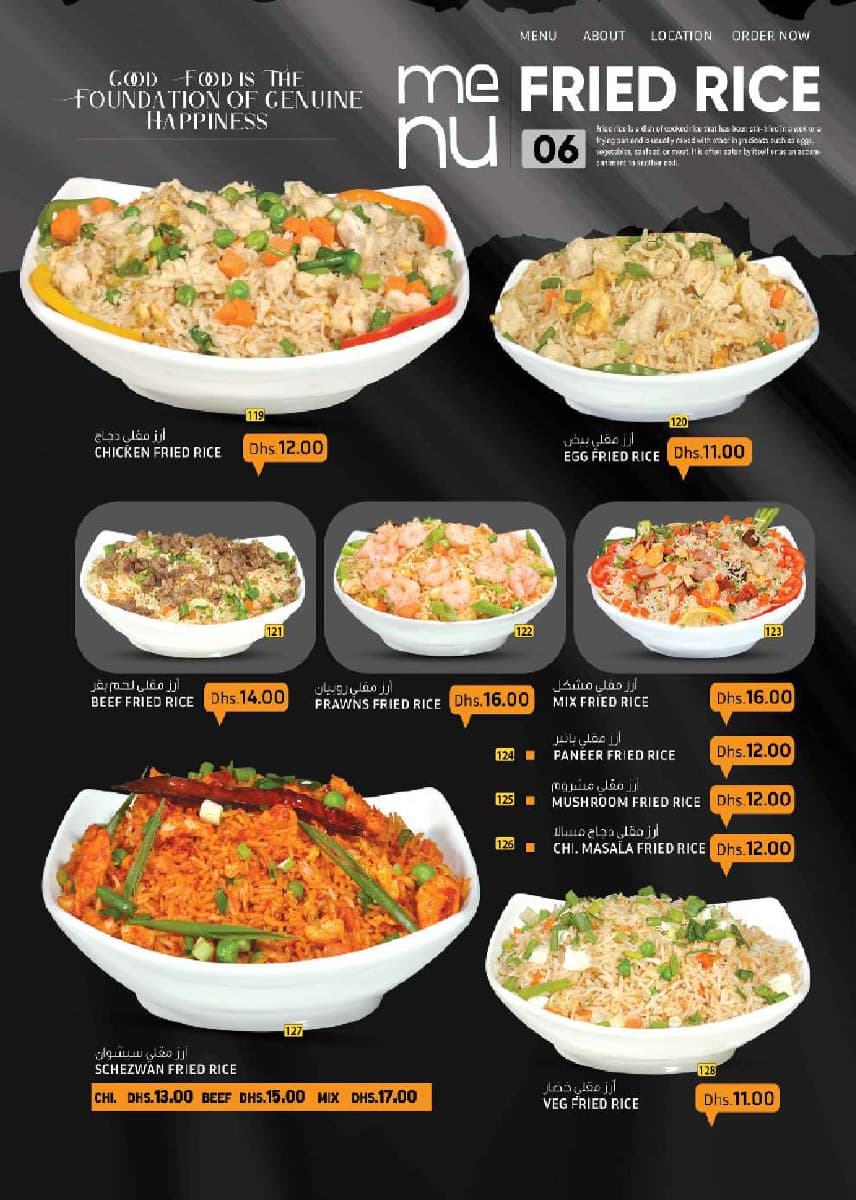 MENU ABOUT LOCATION ORDER NOW
GOOD FOOD IS THE
FOUNDATION OF GENUINE
HAPPINESS
me
nu
FRIED RICE
06
Fried rice is a dish of cooked rice that has been stir-fried in a wok or a
frying pan and is usually mixed with other ingredients such as eggs,
vegetables, seafood, or meat. It is often eaten by itself or as an accom-
paniment to another dish.
119
أرز مقلي دجاج
CHICKEN FRIED RICE
Dhs.12.00
120
أرز مقلي بيض
EGG FRIED RICE
Dhs.11.00
121
أرز مقلي لحم بقر
BEEF FRIED RICE
Dhs.14.00
122
أرز مقلي روبيان
PRAWNS FRIED RICE
Dhs.16.00
123
أرز مقلي مشكل
MIX FRIED RICE
Dhs.16.00
124
أرز مقلي بانير
PANEER FRIED RICE
Dhs.12.00
125
أرز مقلي مشروم
MUSHROOM FRIED RICE
Dhs.12.00
126
أرز مقلي دجاج مسالا
CHI. MASALA FRIED RICE
Dhs.12.00
127
أرز مقلي سيشوان
SCHEZWAN FRIED RICE
CHI. DHS.13.00 BEEF DHS.15.00 MIX DHS.17.00
128
أرز مقلي خضار
VEG FRIED RICE
Dhs.11.00